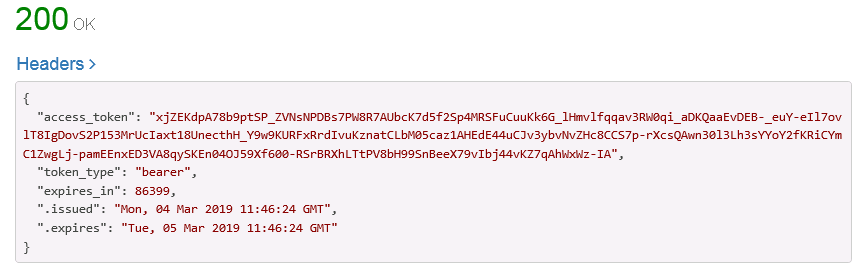 200 OK
Headers >
{
"access_token": "xjZEKdpA78b9ptSP_ZVNsNPDBs7PW8R7AUbcK7d5f2Sp4MRSFuCuuKk6G_lHmvlfqqav3RW0qi_aDKQaaEvDEB-_euY-eIl7ov
lT8IgDovS2P153MrUcIaxt18UnecthH_Y9w9KURFxRrdIvuKznatCLbM05caz1AHEdE44uCJv3ybvNvZHc8CCS7p-rXcsQAwn30l3Lh3sYYoY2fKRiCYm
C1ZwgLj-pamEEnxED3VA8qySKEn04OJ59Xf600-RSrBRXhLTtPV8bH99SnBeeX79vIbj44vKZ7qAhWxWz-IA",
"token_type": "bearer",
"expires_in": 86399,
".issued": "Mon, 04 Mar 2019 11:46:24 GMT",
".expires": "Tue, 05 Mar 2019 11:46:24 GMT"
}